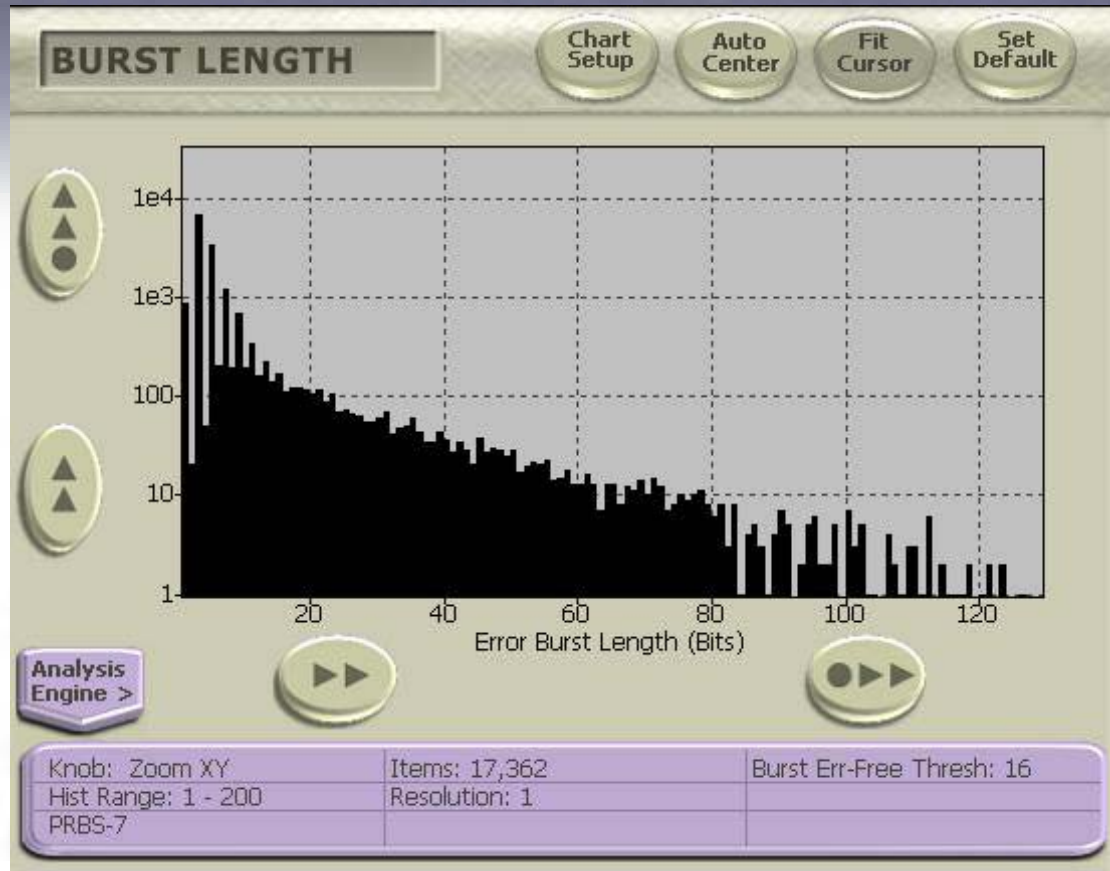 BURST LENGTH
Chart
Setup
Auto
Center
Fit
Cursor
Set
Default
1e4
1e3
100
10
1
20 40 60 80 100 120
Error Burst Length (Bits)
Analysis
Engine >
Knob: Zoom XY Items: 17,362 Burst Err-Free Thresh: 16
Hist Range: 1 - 200 Resolution: 1
PRBS-7